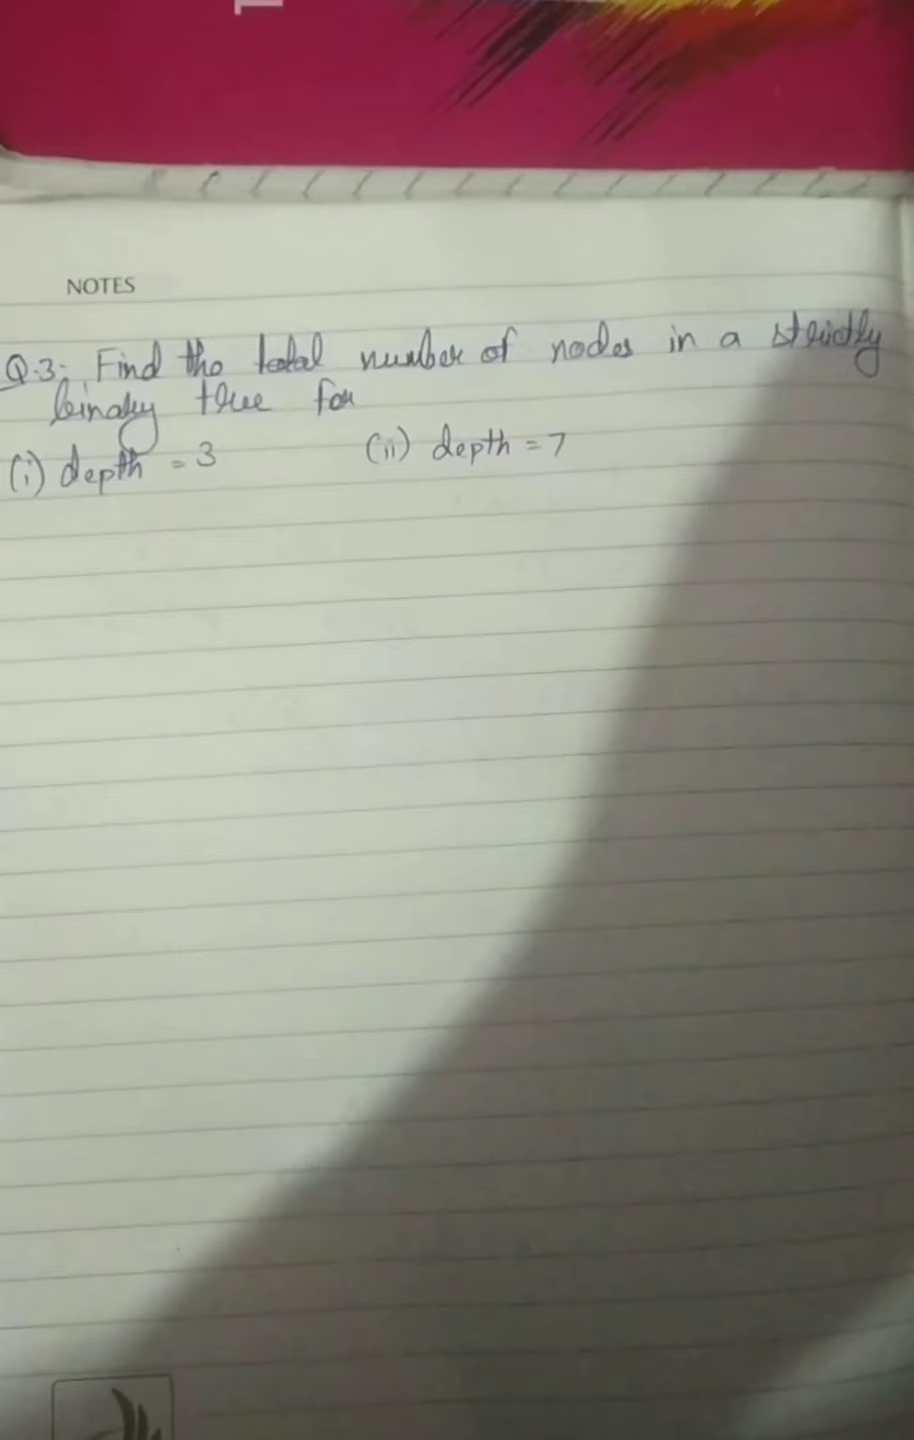 NOTES
Q.3: Find the total number of nodes in a strictly
binary tree for
(i) depth = 3 (ii) depth = 7